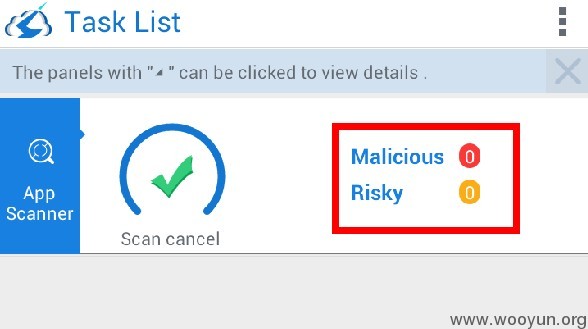 Task List
The panels with "◢" can be clicked to view details .
App
Scanner
Scan cancel
Malicious 0
Risky 0
www.wooyun.org